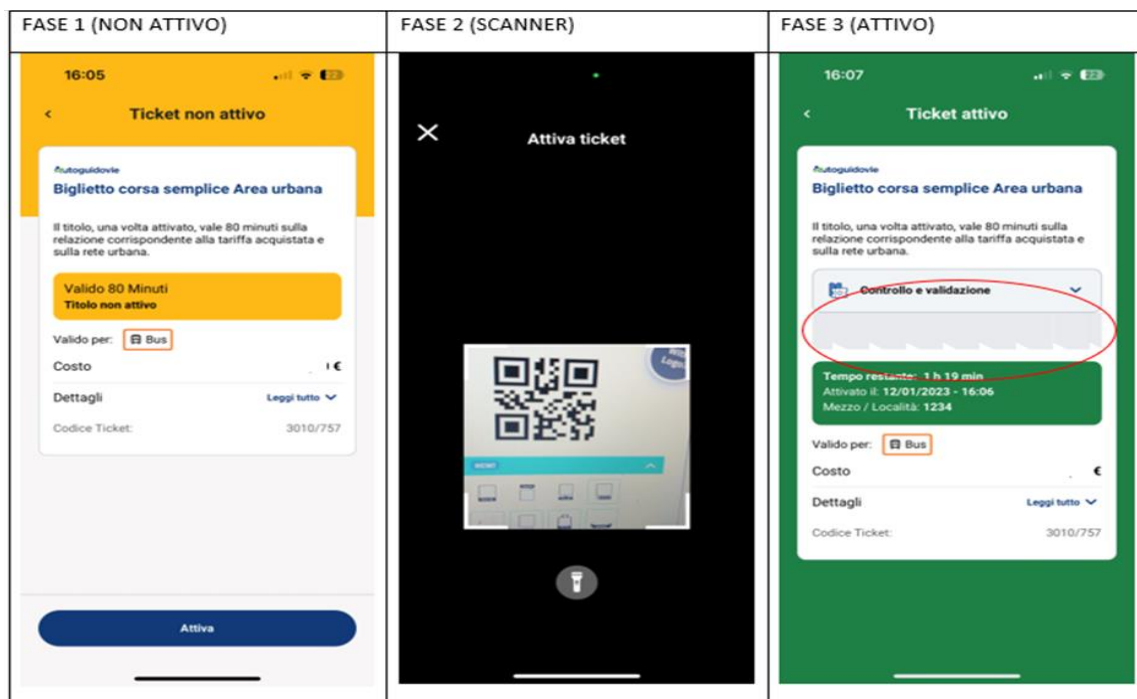 FASE 1 (NON ATTIVO)
16:05
22
Ticket non attivo
Autoguidovie
Biglietto corsa semplice Area urbana
Il titolo, una volta attivato, vale 80 minuti sulla
relazione corrispondente alla tariffa acquistata e
sulla rete urbana.
Valido 80 Minuti
Titolo non attivo
Valido per: Bus
Costo €
Dettagli Leggi tutto
Codice Ticket: 3010/757
Attiva
FASE 2 (SCANNER)
Attiva ticket
With
Logo
MEMO
FASE 3 (ATTIVO)
16:07
22
Ticket attivo
Autoguidovie
Biglietto corsa semplice Area urbana
Il titolo, una volta attivato, vale 80 minuti sulla
relazione corrispondente alla tariffa acquistata e
sulla rete urbana.
Controllo e validazione
Tempo restante: 1 h 19 min
Attivato il: 12/01/2023 - 16:06
Mezzo / Località: 1234
Valido per: Bus
Costo €
Dettagli Leggi tutto
Codice Ticket: 3010/757